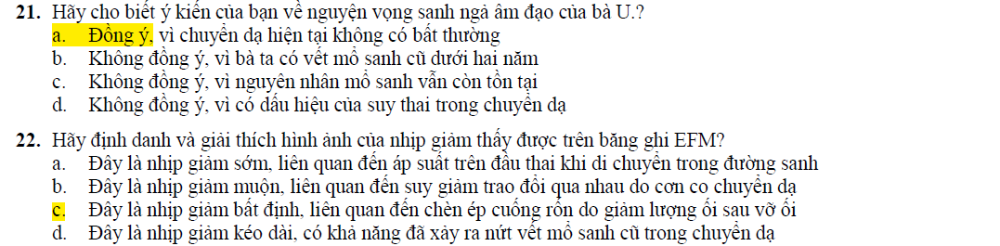 21. Hãy cho biết ý kiến của bạn về nguyện vọng sanh ngả âm đạo của bà U.?
a. Đồng ý, vì chuyển dạ hiện tại không có bất thường
b. Không đồng ý, vì bà ta có vết mổ sanh cũ dưới hai năm
c. Không đồng ý, vì nguyên nhân mổ sanh vẫn còn tồn tại
d. Không đồng ý, vì có dấu hiệu của suy thai trong chuyển dạ
22. Hãy định danh và giải thích hình ảnh của nhịp giảm thấy được trên băng ghi EFM?
a. Đây là nhịp giảm sớm, liên quan đến áp suất trên đầu thai khi di chuyển trong đường sanh
b. Đây là nhịp giảm muộn, liên quan đến suy giảm trao đổi qua nhau do cơn co chuyển dạ
c. Đây là nhịp giảm bất định, liên quan đến chèn ép cuống rốn do giảm lượng ối sau vỡ ối
d. Đây là nhịp giảm kéo dài, có khả năng đã xảy ra nứt vết mổ sanh cũ trong chuyển dạ